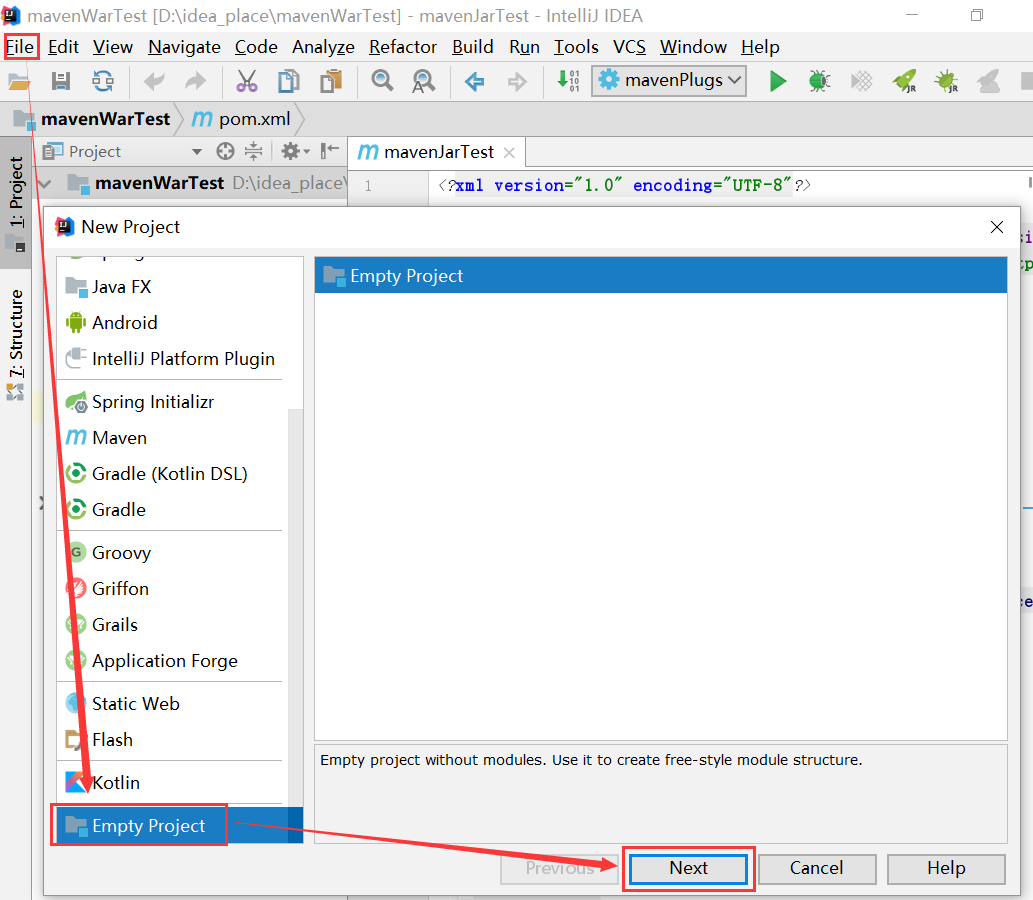 mavenWarTest [D:\idea_place\mavenWarTest] - mavenJarTest - IntelliJ IDEA
File Edit View Navigate Code Analyze Refactor Build Run Tools VCS Window Help
mavenPlugs
mavenWarTest pom.xml
Project
mavenJarTest
1: Project
mavenWarTest D:\idea_place\
1 <?xml version="1.0" encoding="UTF-8"?>
7: Structure
New Project
Java FX
Android
IntelliJ Platform Plugin
Spring Initializr
Maven
Gradle (Kotlin DSL)
Gradle
Groovy
Griffon
Grails
Application Forge
Static Web
Flash
Kotlin
Empty Project
Empty Project
Empty project without modules. Use it to create free-style module structure.
Previous Next Cancel Help